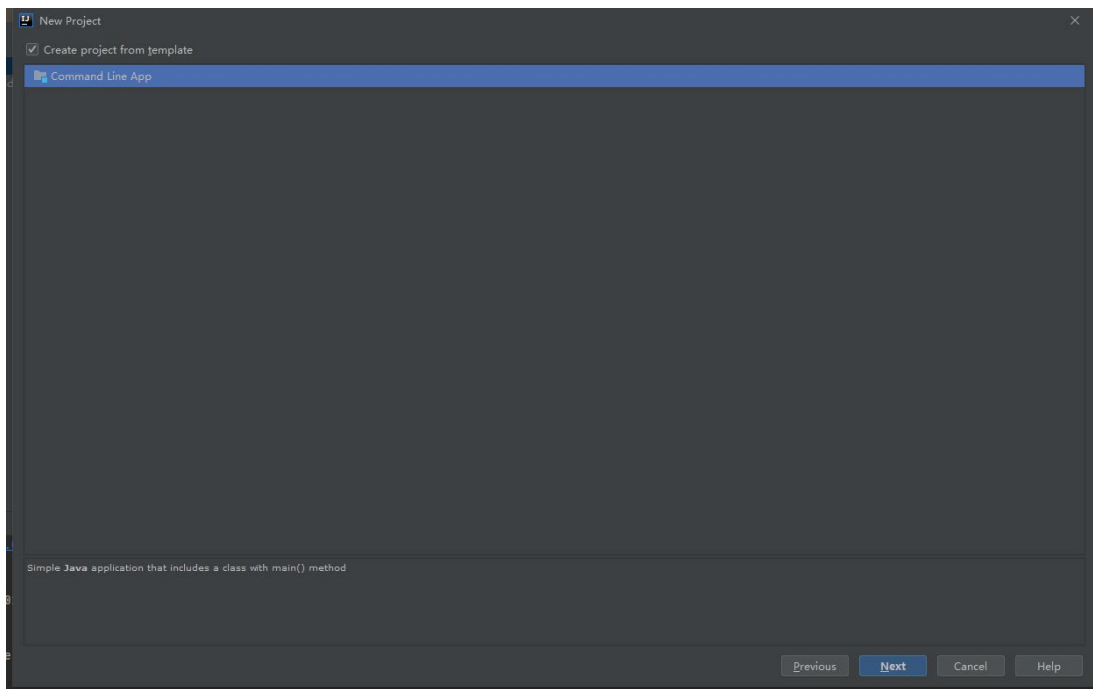 New Project
Create project from template
Command Line App
Simple Java application that includes a class with main() method
Previous
Next
Cancel
Help